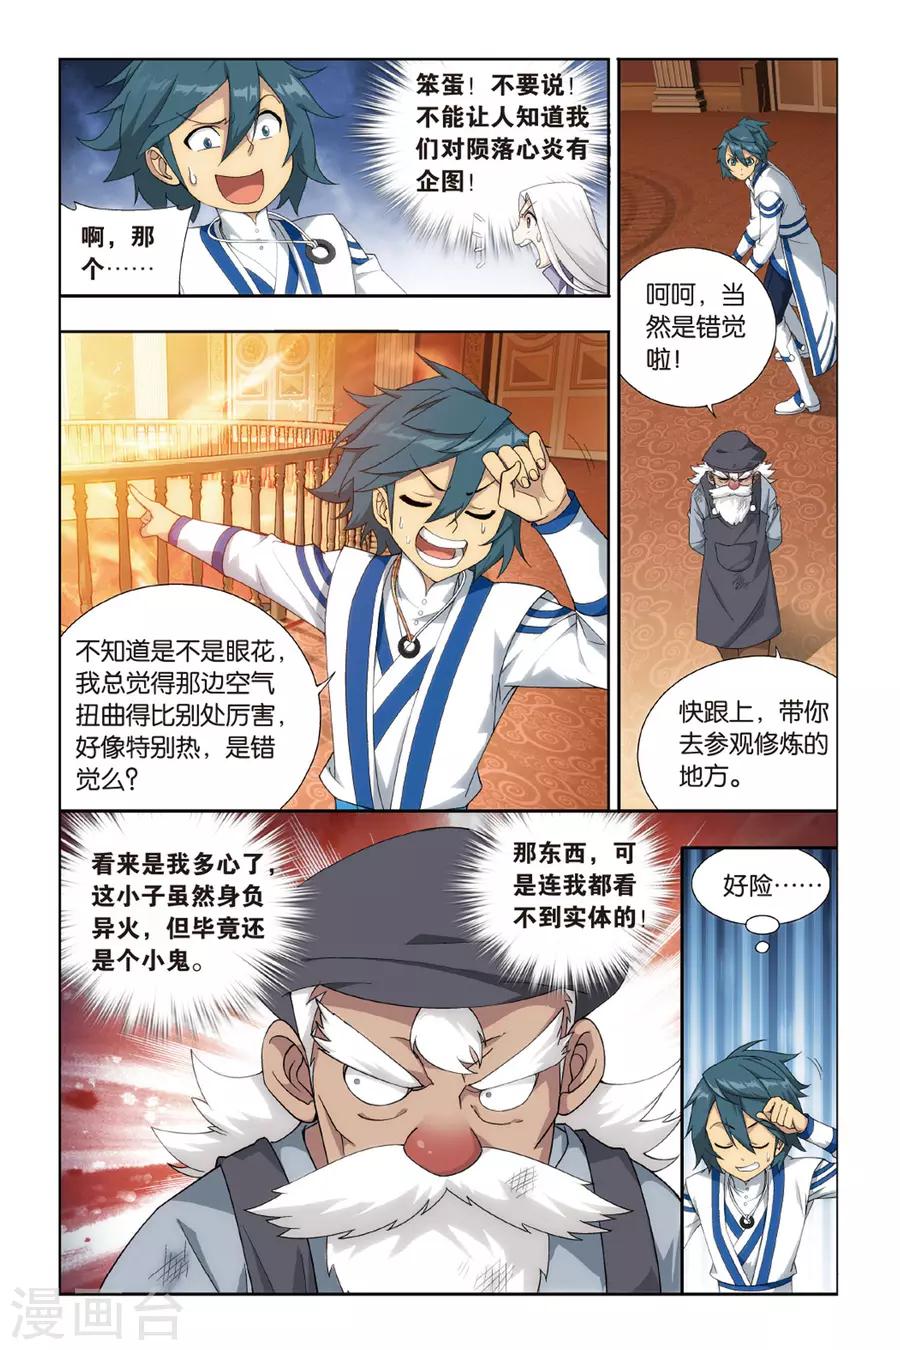 笨蛋！不要说！
不能让人知道我
们对陨落心炎有
企图！
啊，那
个……
不知道是不是眼花，
我总觉得那边空气
扭曲得比别处厉害，
好像特别热，是错
觉么？
呵呵，当
然是错觉
啦！
快跟上，带你
去参观修炼的
地方。
看来是我多心了，
这小子虽然身负
异火，但毕竟还
是个小鬼。
那东西，可
是连我都看
不到实体的！
好险……
漫画台